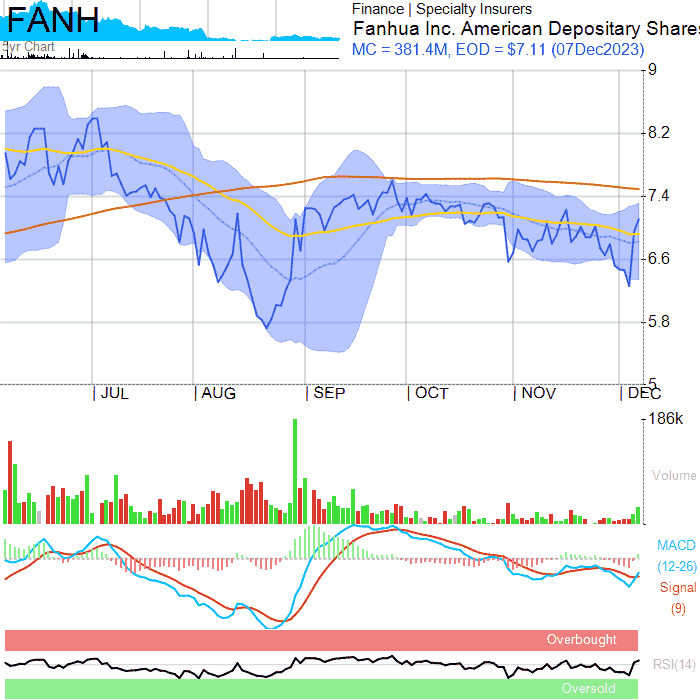 FANH
5yr Chart
Finance | Specialty Insurers
Fanhua Inc. American Depositary Shares
MC = 381.4M, EOD = $7.11 (07Dec2023)
9
8.2
7.4
6.6
5.8
5
JUL AUG SEP OCT NOV DEC
186k
Volume
MACD
(12-26)
Signal
(9)
Overbought
RSI(14)
Oversold